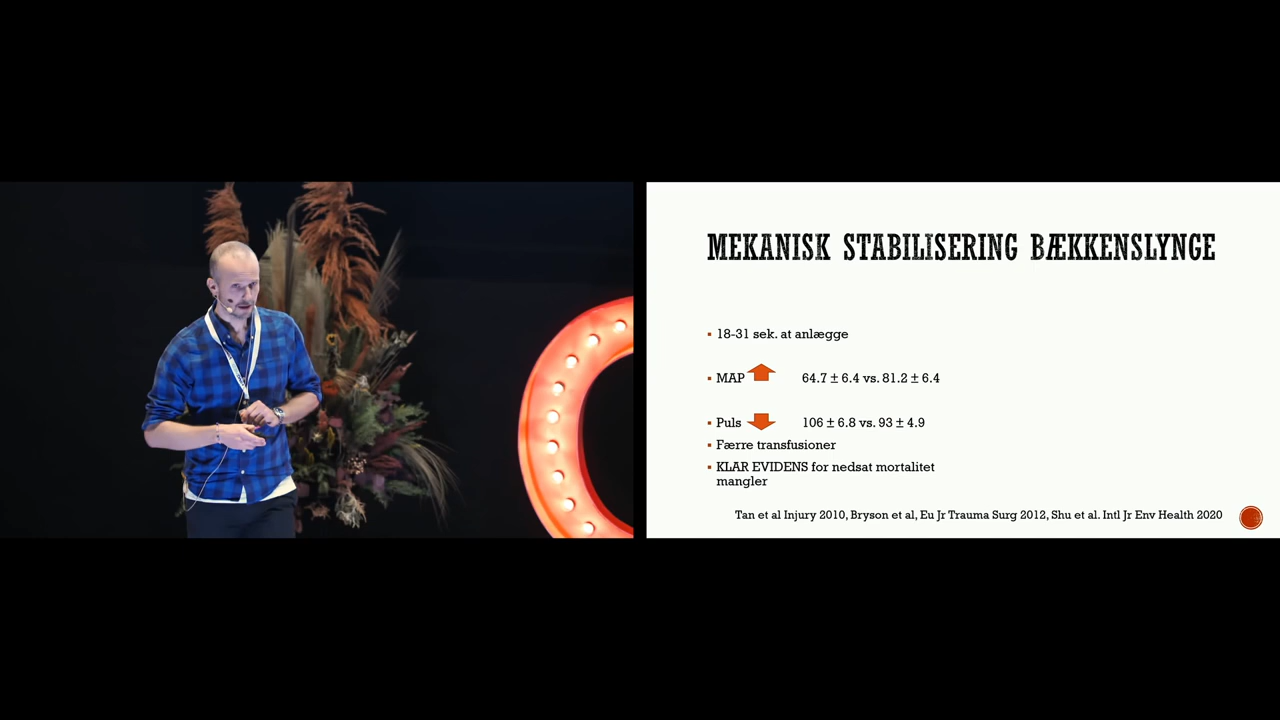 MEKANISK STABILISERING BÆKKENSLYNGE
18-31 sek. at anlægge
MAP 64.7 ± 6.4 vs. 81.2 ± 6.4
Puls 106 ± 6.8 vs. 93 ± 4.9
Færre transfusioner
KLAR EVIDENS for nedsat mortalitet
mangler
Tan et al Injury 2010, Bryson et al, Eu Jr Trauma Surg 2012, Shu et al. Intl Jr Env Health 2020